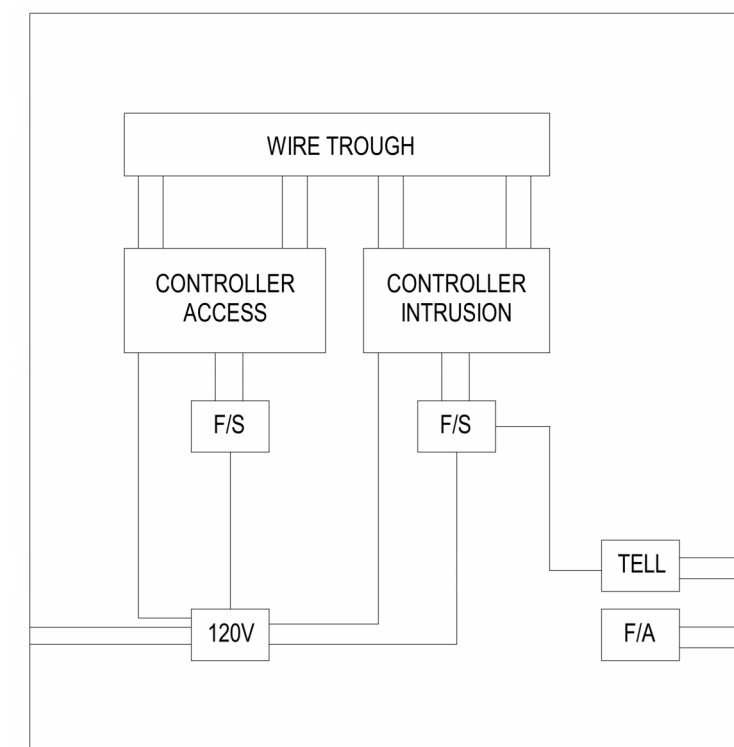 WIRE TROUGH
CONTROLLER
ACCESS
CONTROLLER
INTRUSION
F/S
F/S
TELL
120V
F/A